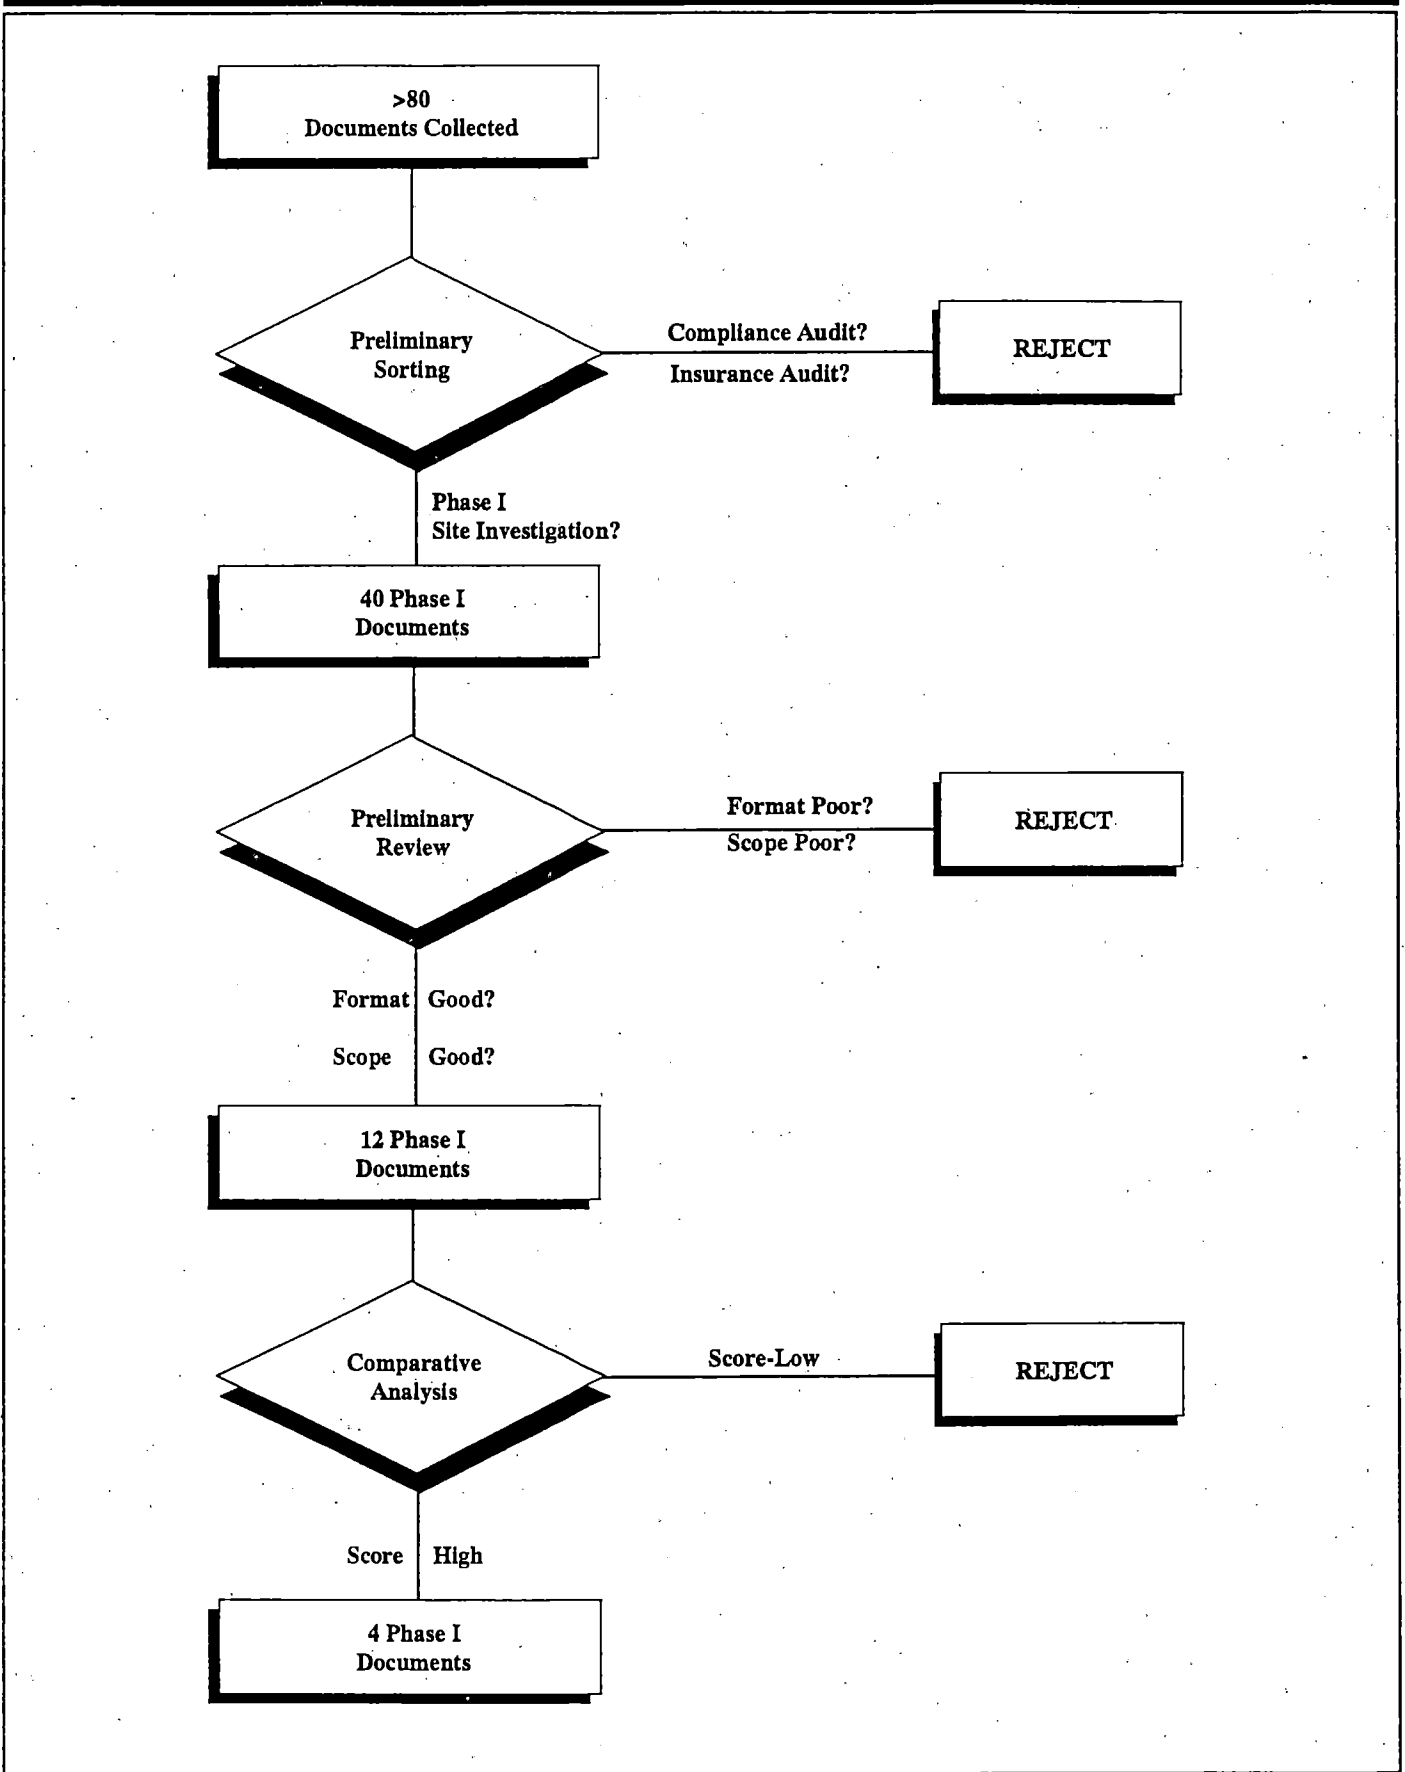 >80
Documents Collected
Preliminary
Sorting
Compliance Audit?
Insurance Audit?
REJECT
Phase I
Site Investigation?
40 Phase I
Documents
Preliminary
Review
Format Poor?
Scope Poor?
REJECT
Format Good?
Scope Good?
12 Phase I
Documents
Comparative
Analysis
Score-Low
REJECT
Score High
4 Phase I
Documents